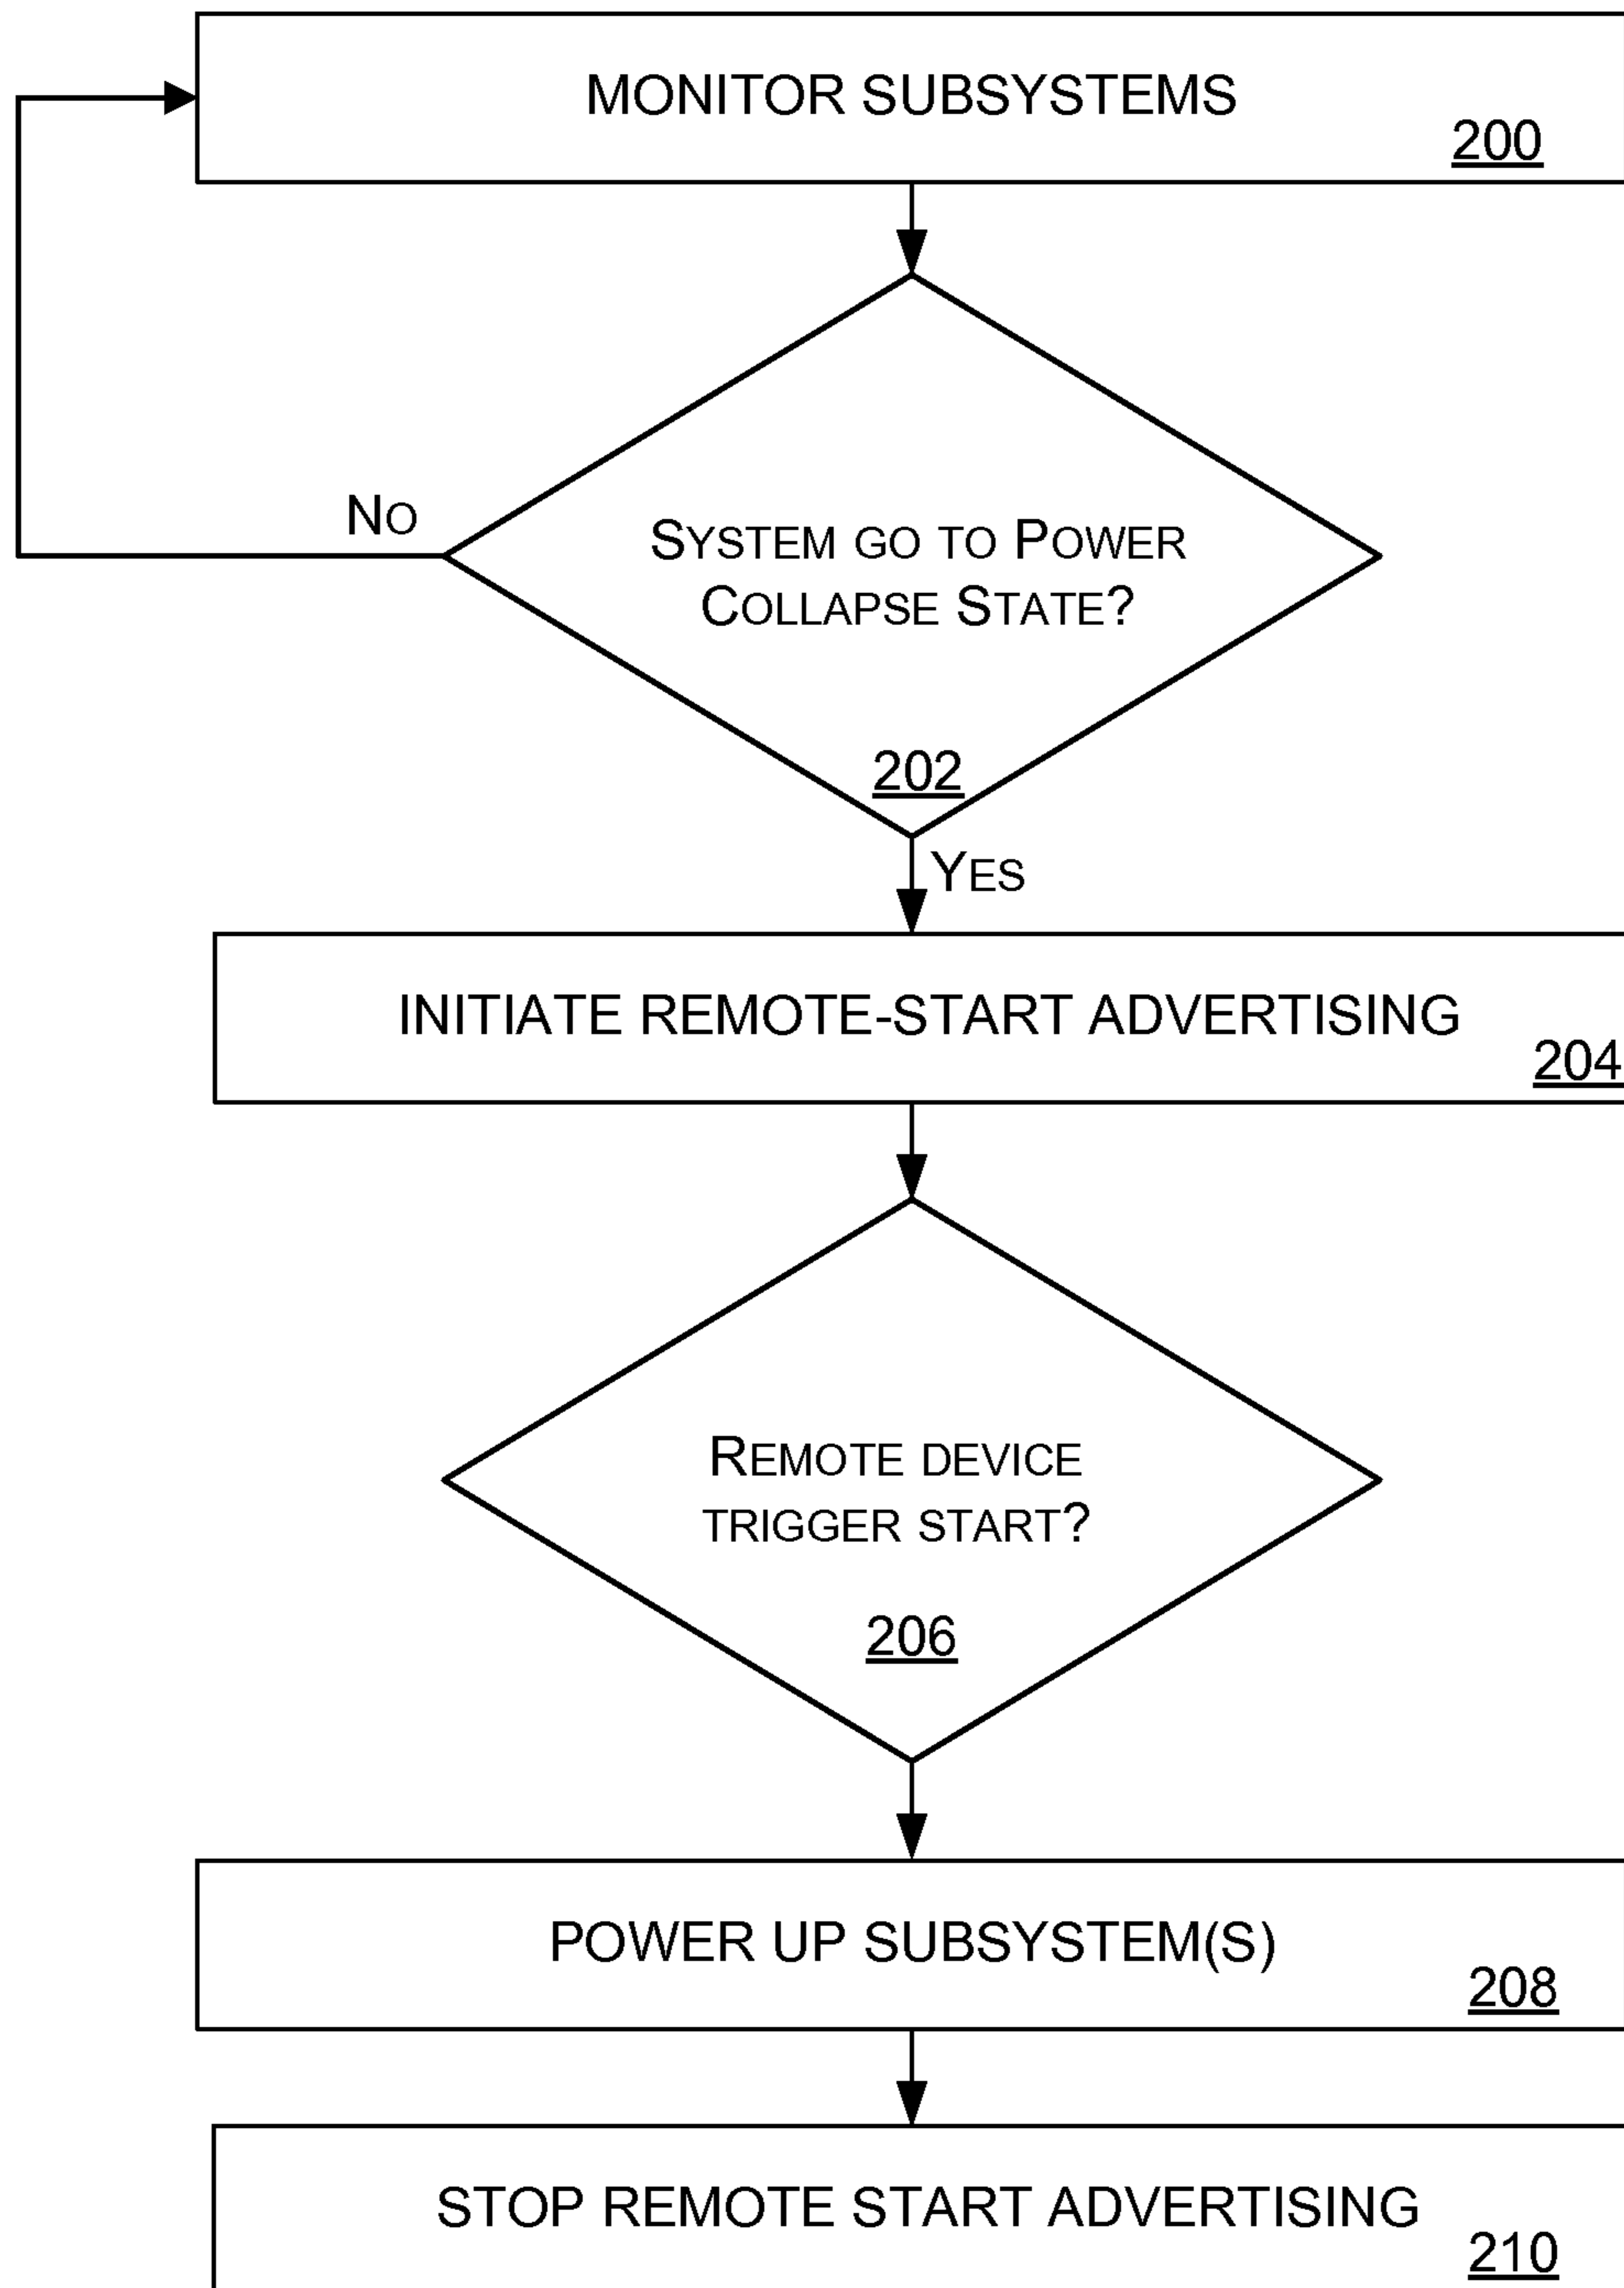 MONITOR SUBSYSTEMS
200
No
SYSTEM GO TO POWER
COLLAPSE STATE?
202
YES
INITIATE REMOTE-START ADVERTISING
204
REMOTE DEVICE
TRIGGER START?
206
POWER UP SUBSYSTEM(S)
208
STOP REMOTE START ADVERTISING
210